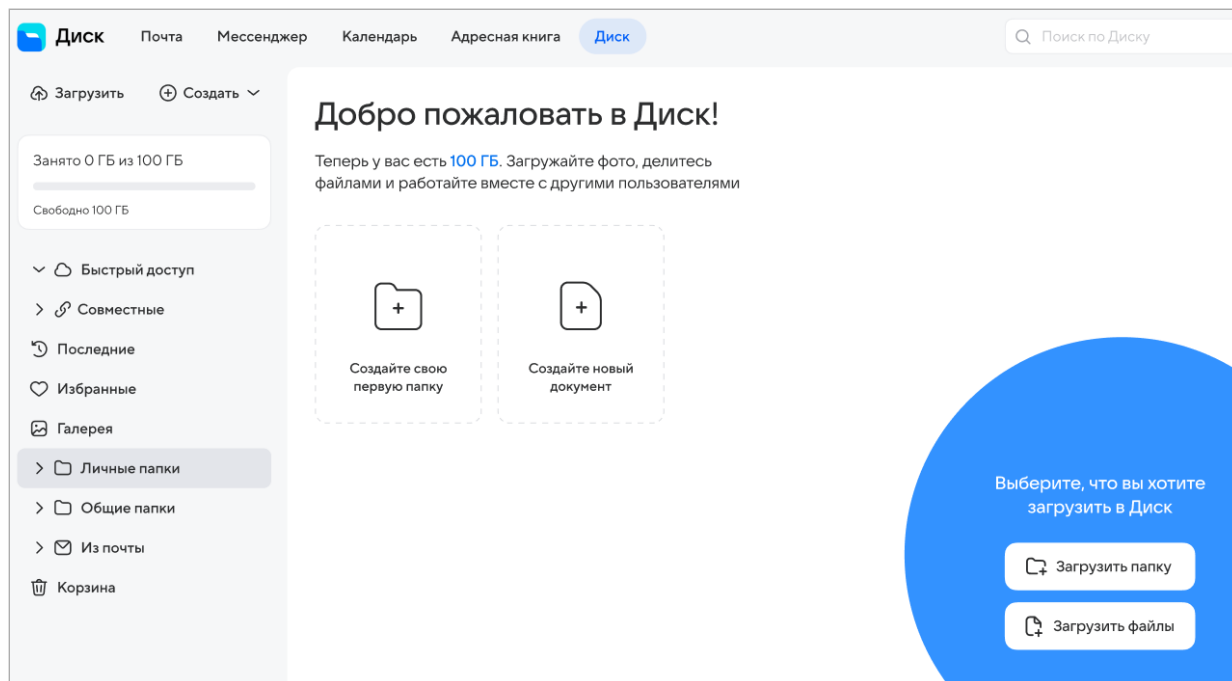 Диск
Почта
Мессенджер
Календарь
Адресная книга
Диск
Поиск по Диску
Загрузить
Создать
Занято 0 ГБ из 100 ГБ
Свободно 100 ГБ
Быстрый доступ
Совместные
Последние
Избранные
Галерея
Личные папки
Общие папки
Из почты
Корзина
Добро пожаловать в Диск!
Теперь у вас есть 100 ГБ. Загружайте фото, делитесь
файлами и работайте вместе с другими пользователями
Создайте свою
первую папку
Создайте новый
документ
Выберите, что вы хотите
загрузить в Диск
Загрузить папку
Загрузить файлы